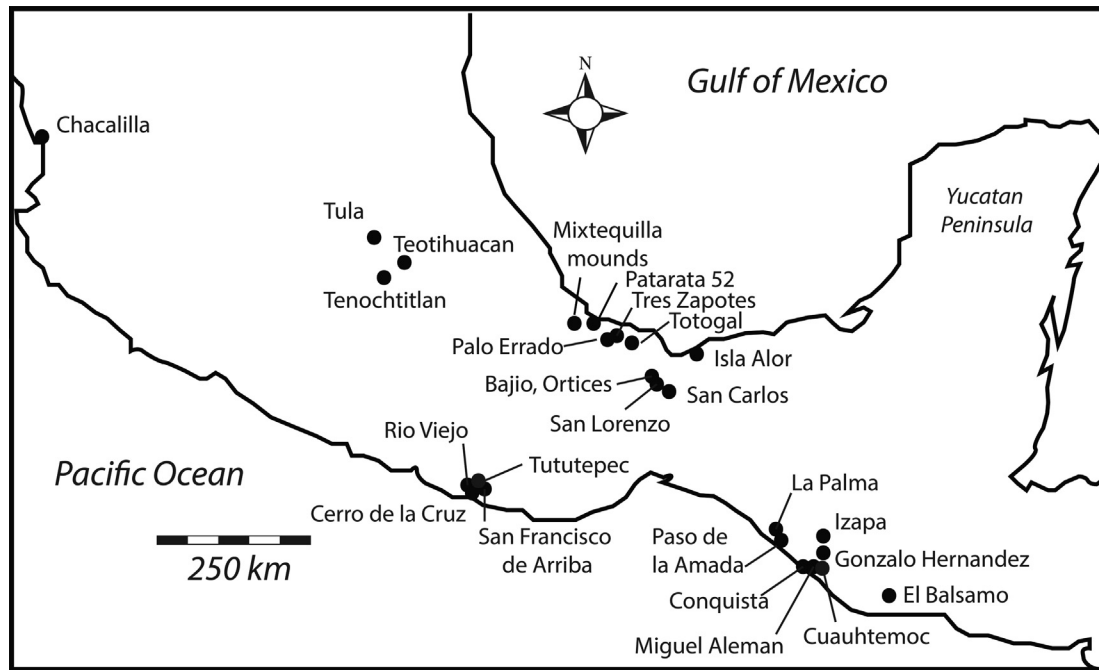 N
Gulf of Mexico
Chacalilla
Yucatan
Peninsula
Tula
Teotihuacan
Tenochtitlan
Mixtequilla
mounds
Patarata 52
Tres Zapotes
Totogal
Palo Errado
Isla Alor
Bajio, Ortices
San Carlos
San Lorenzo
Rio Viejo
Pacific Ocean
Tututepec
Cerro de la Cruz
San Francisco
de Arriba
La Palma
Izapa
Paso de
la Amada
Gonzalo Hernandez
250 km
Conquista
El Balsamo
Miguel Aleman
Cuauhtemoc